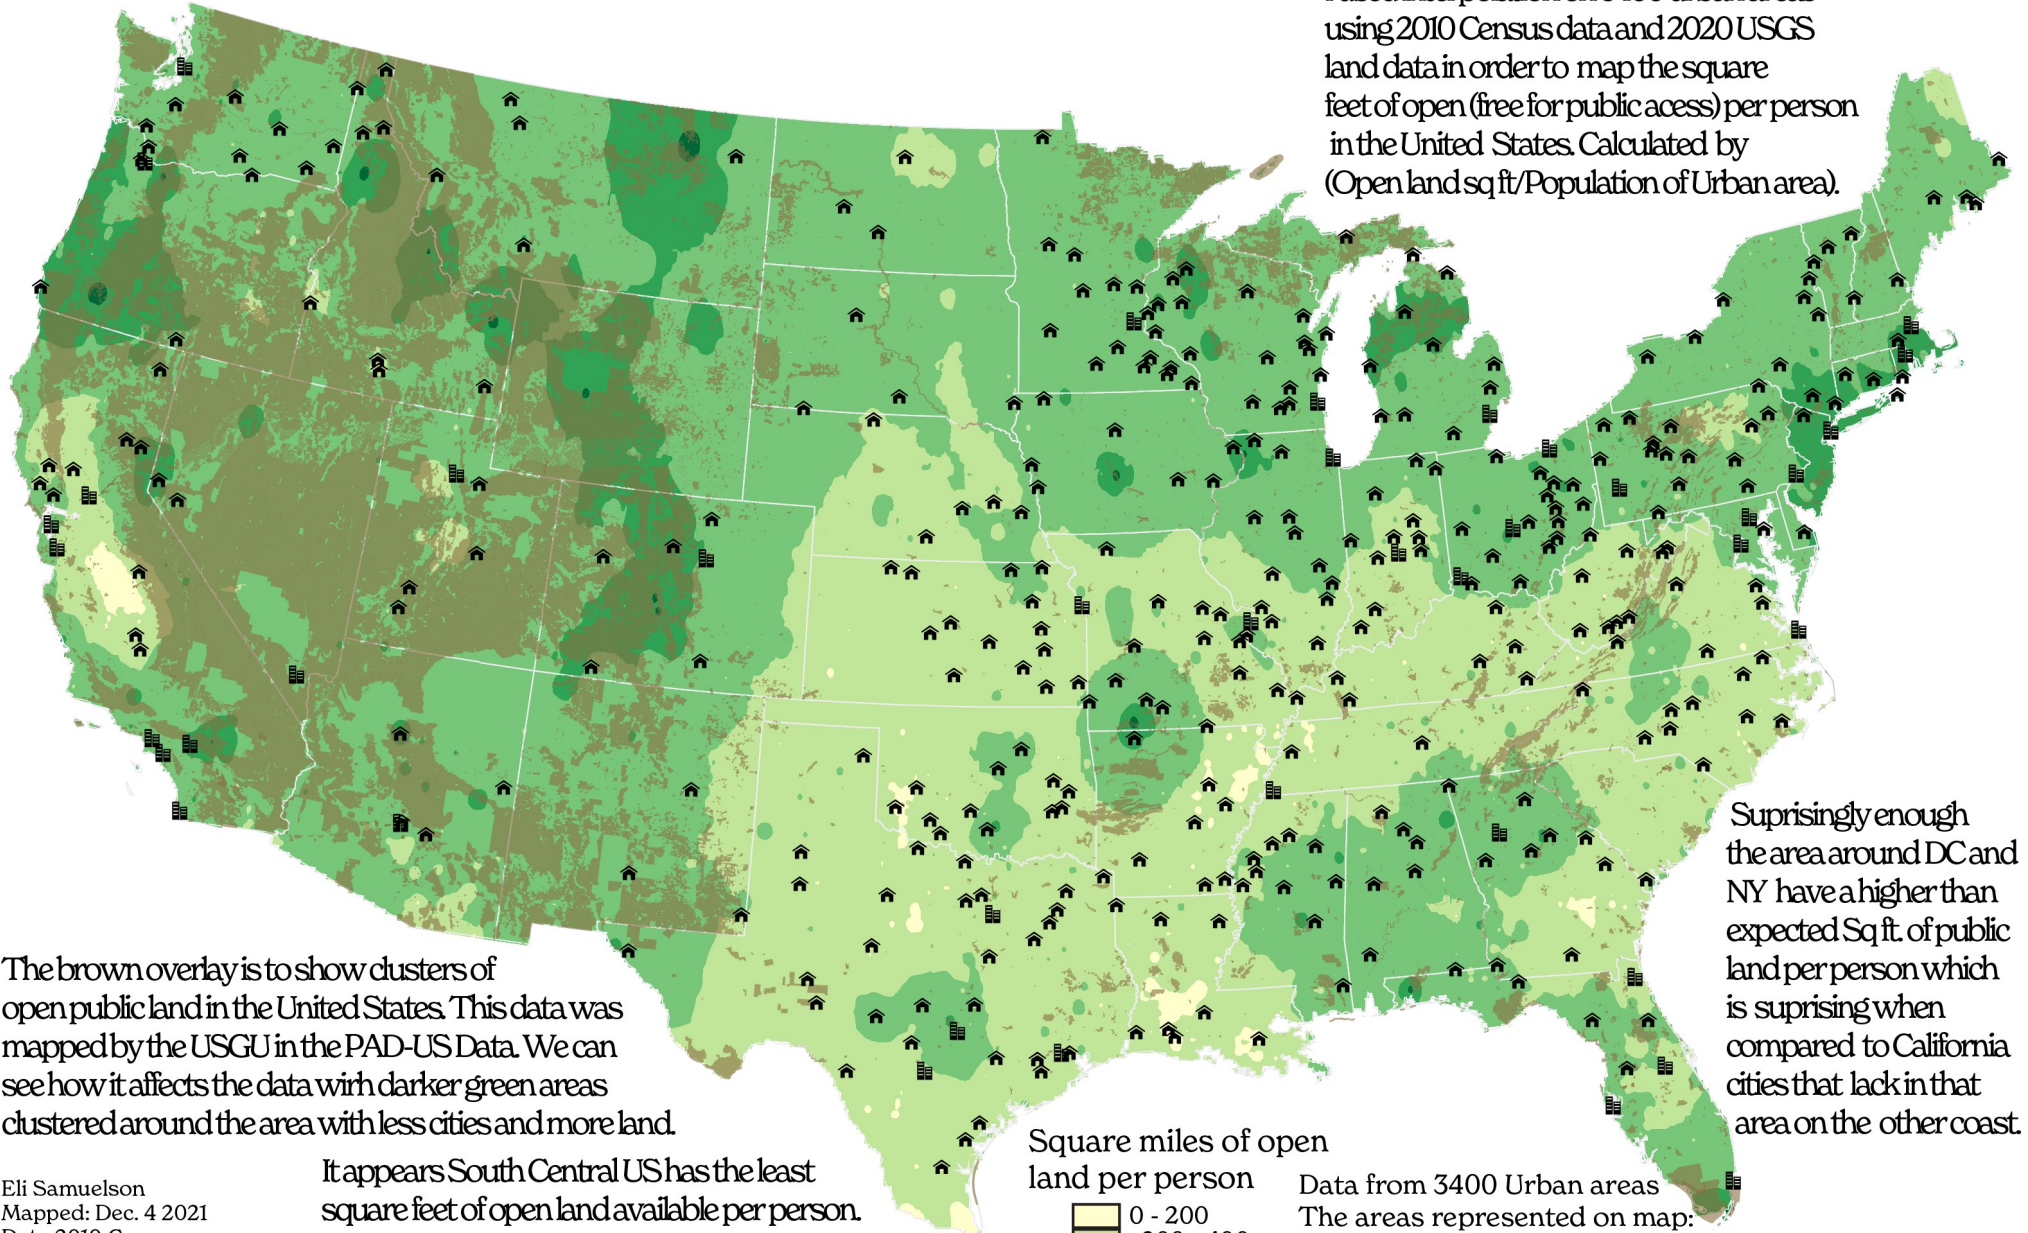 using 2010 Census data and 2020 USGS
land data in order to map the square
feet of open (free for public acess) per person
in the United States. Calculated by
(Open land sq ft/Population of Urban area).
Suprisingly enough
the area around DC and
NY have a higher than
expected Sq ft. of public
land per person which
is suprising when
compared to California
cities that lack in that
area on the other coast.
The brown overlay is to show clusters of
open public land in the United States. This data was
mapped by the USGU in the PAD-US Data. We can
see how it affects the data wirh darker green areas
clustered around the area with less cities and more land.
It appears South Central US has the least
square feet of open land available per person.
Eli Samuelson
Mapped: Dec. 4 2021
Square miles of open
land per person
0 - 200
Data from 3400 Urban areas
The areas represented on map: